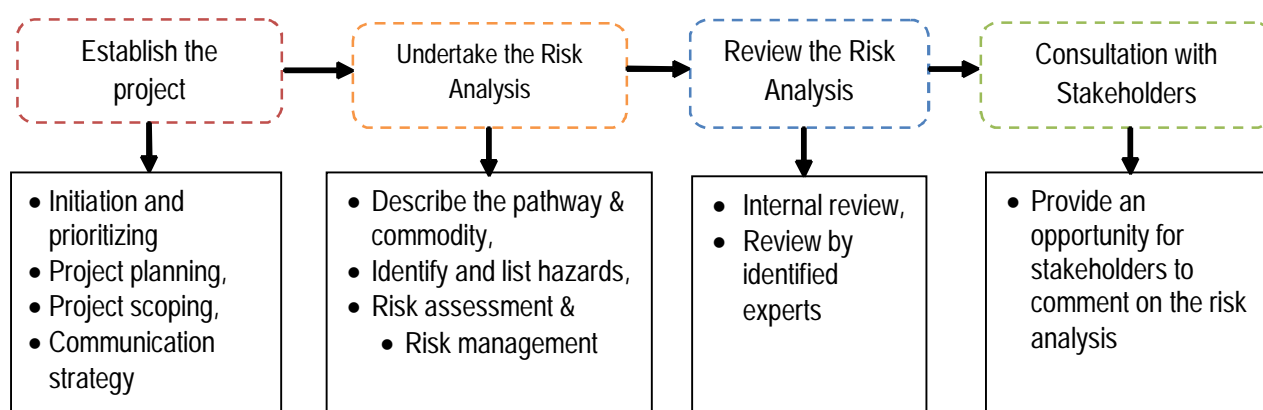 Establish the
project
Undertake the Risk
Analysis
Review the Risk
Analysis
Consultation with
Stakeholders
• Initiation and
prioritizing
• Project planning,
• Project scoping,
• Communication
strategy
• Describe the pathway &
commodity,
• Identify and list hazards,
• Risk assessment &
• Risk management
• Internal review,
• Review by
identified
experts
• Provide an
opportunity for
stakeholders to
comment on the risk
analysis